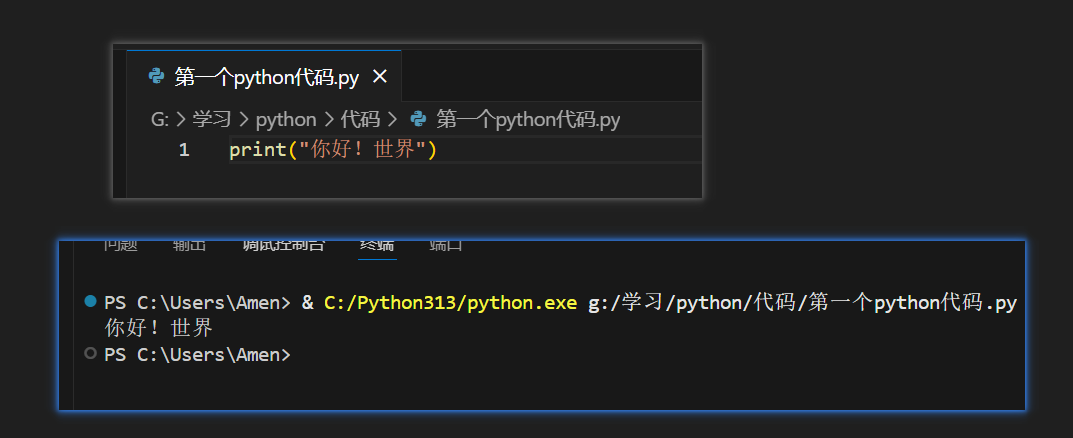 第一个python代码.py
G: > 学习 > python > 代码 > 第一个python代码.py
1 print("你好！世界")
问题 输出 调试控制台 终端 端口
PS C:\Users\Amen> & C:/Python313/python.exe g:/学习/python/代码/第一个python代码.py
你好！世界
PS C:\Users\Amen>